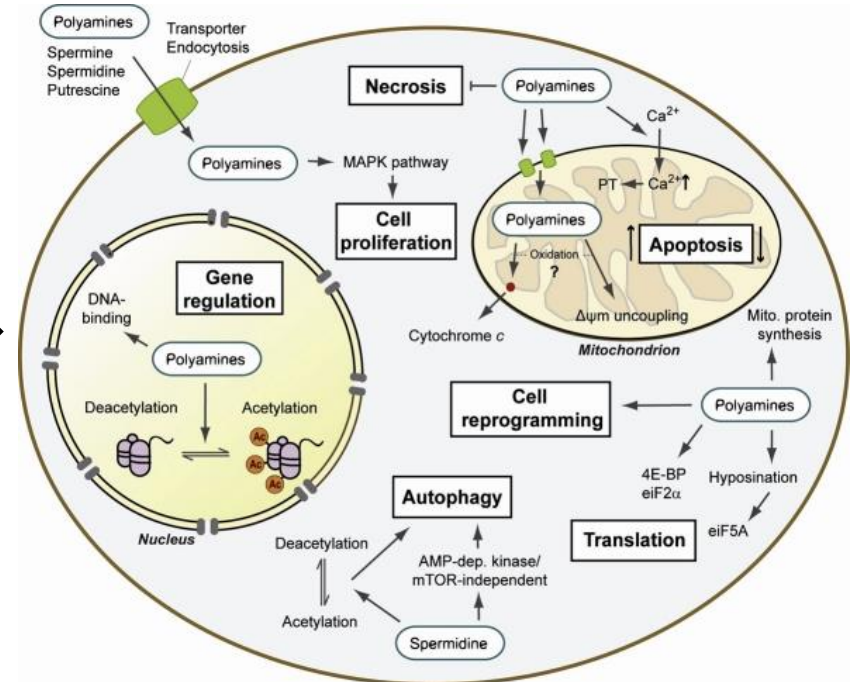 Polyamines
Spermine
Spermidine
Putrescine
Transporter
Endocytosis
Polyamines
MAPK pathway
Cell
proliferation
Necrosis
Polyamines
Ca²⁺
PT
Ca²⁺
Polyamines
Apoptosis
Oxidation
?
Cytochrome c
Δψm uncoupling
Mitochondrion
Gene
regulation
DNA-
binding
Polyamines
Deacetylation
Acetylation
Ac
Ac
Ac
Nucleus
Mito. protein
synthesis
Cell
reprogramming
Polyamines
4E-BP
eiF2α
Hyposination
eiF5A
Translation
Autophagy
Deacetylation
Acetylation
AMP-dep. kinase/
mTOR-independent
Spermidine